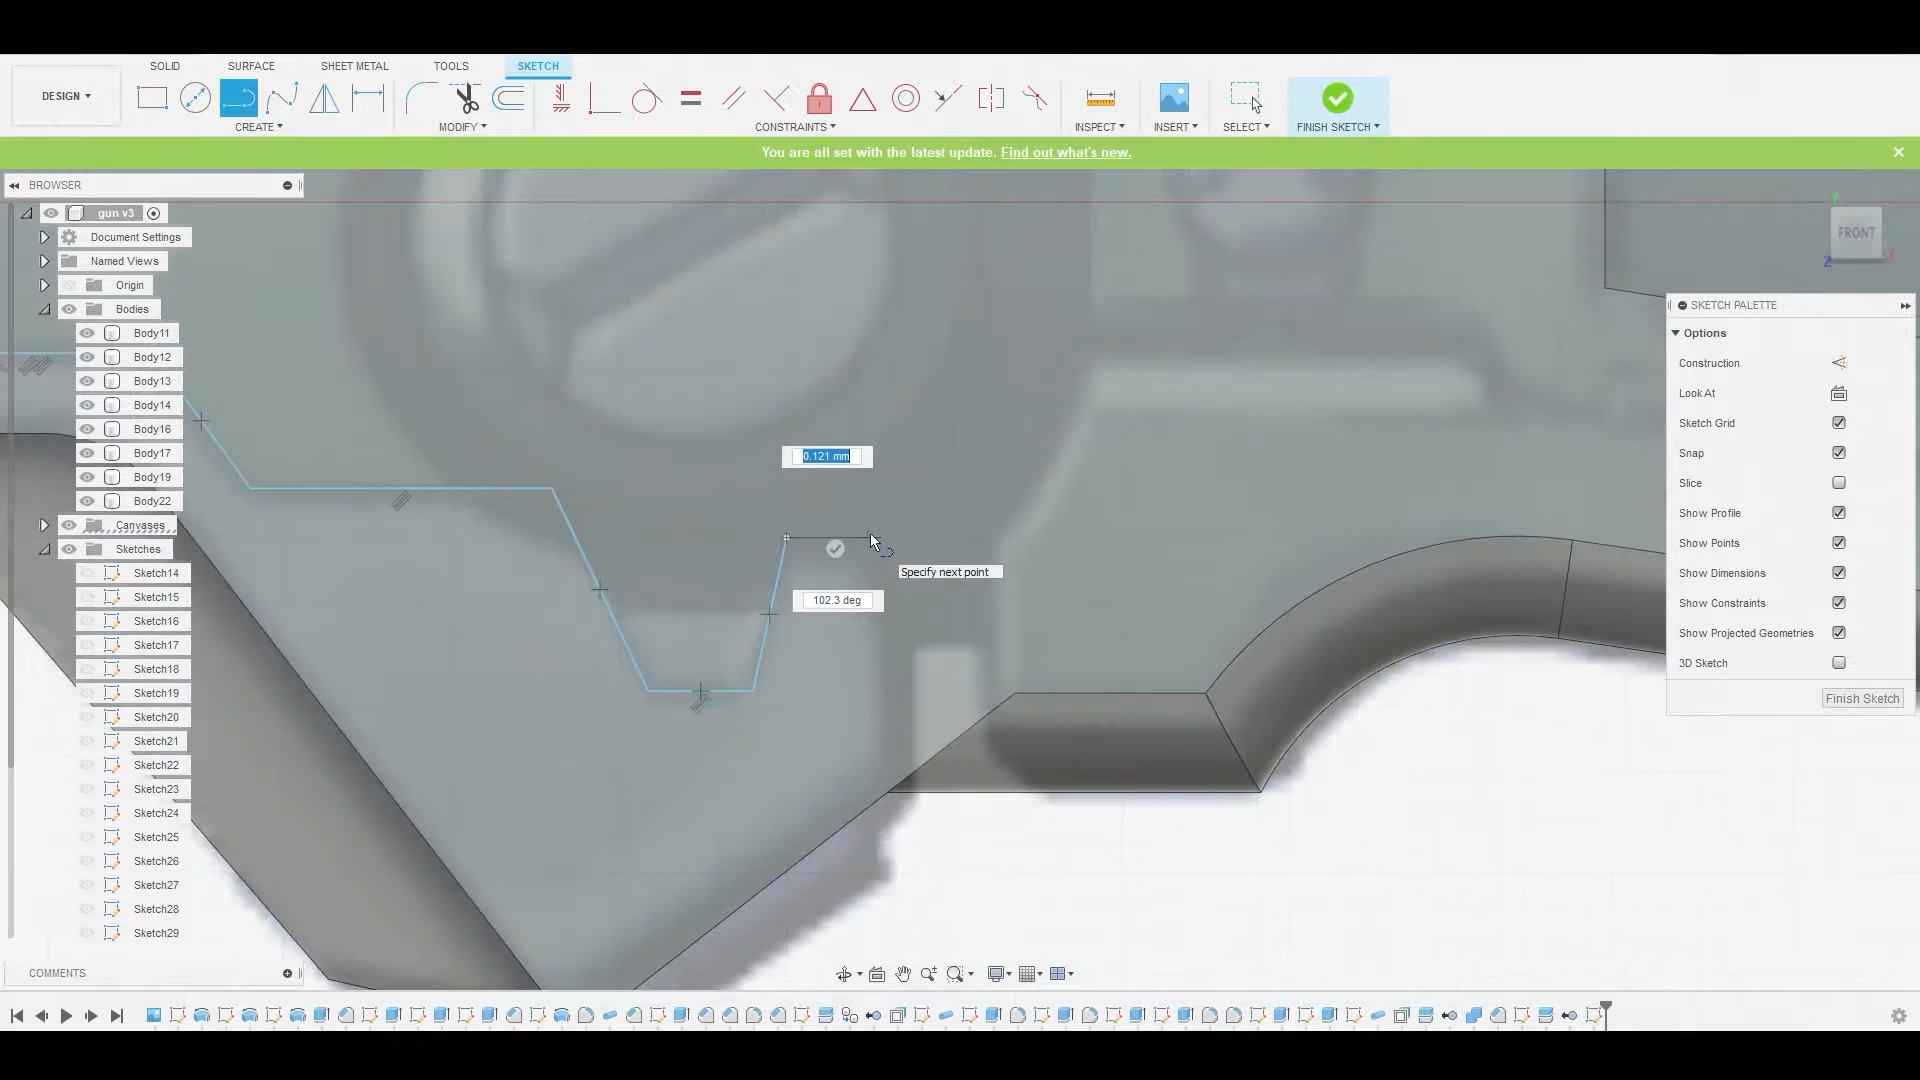 SOLID SURFACE SHEET METAL TOOLS SKETCH
DESIGN
CREATE MODIFY CONSTRAINTS INSPECT INSERT SELECT FINISH SKETCH
You are all set with the latest update. Find out what's new.
BROWSER
gun v3
Document Settings
Named Views
Origin
Bodies
Body11
Body12
Body13
Body14
Body16
Body17
Body19
Body22
Canvases
Sketches
Sketch14
Sketch15
Sketch16
Sketch17
Sketch18
Sketch19
Sketch20
Sketch21
Sketch22
Sketch23
Sketch24
Sketch25
Sketch26
Sketch27
Sketch28
Sketch29
COMMENTS
0.121 mm
Specify next point
102.3 deg
Y
FRONT
X
Z
SKETCH PALETTE
Options
Construction
Look At
Sketch Grid
Snap
Slice
Show Profile
Show Points
Show Dimensions
Show Constraints
Show Projected Geometries
3D Sketch
Finish Sketch